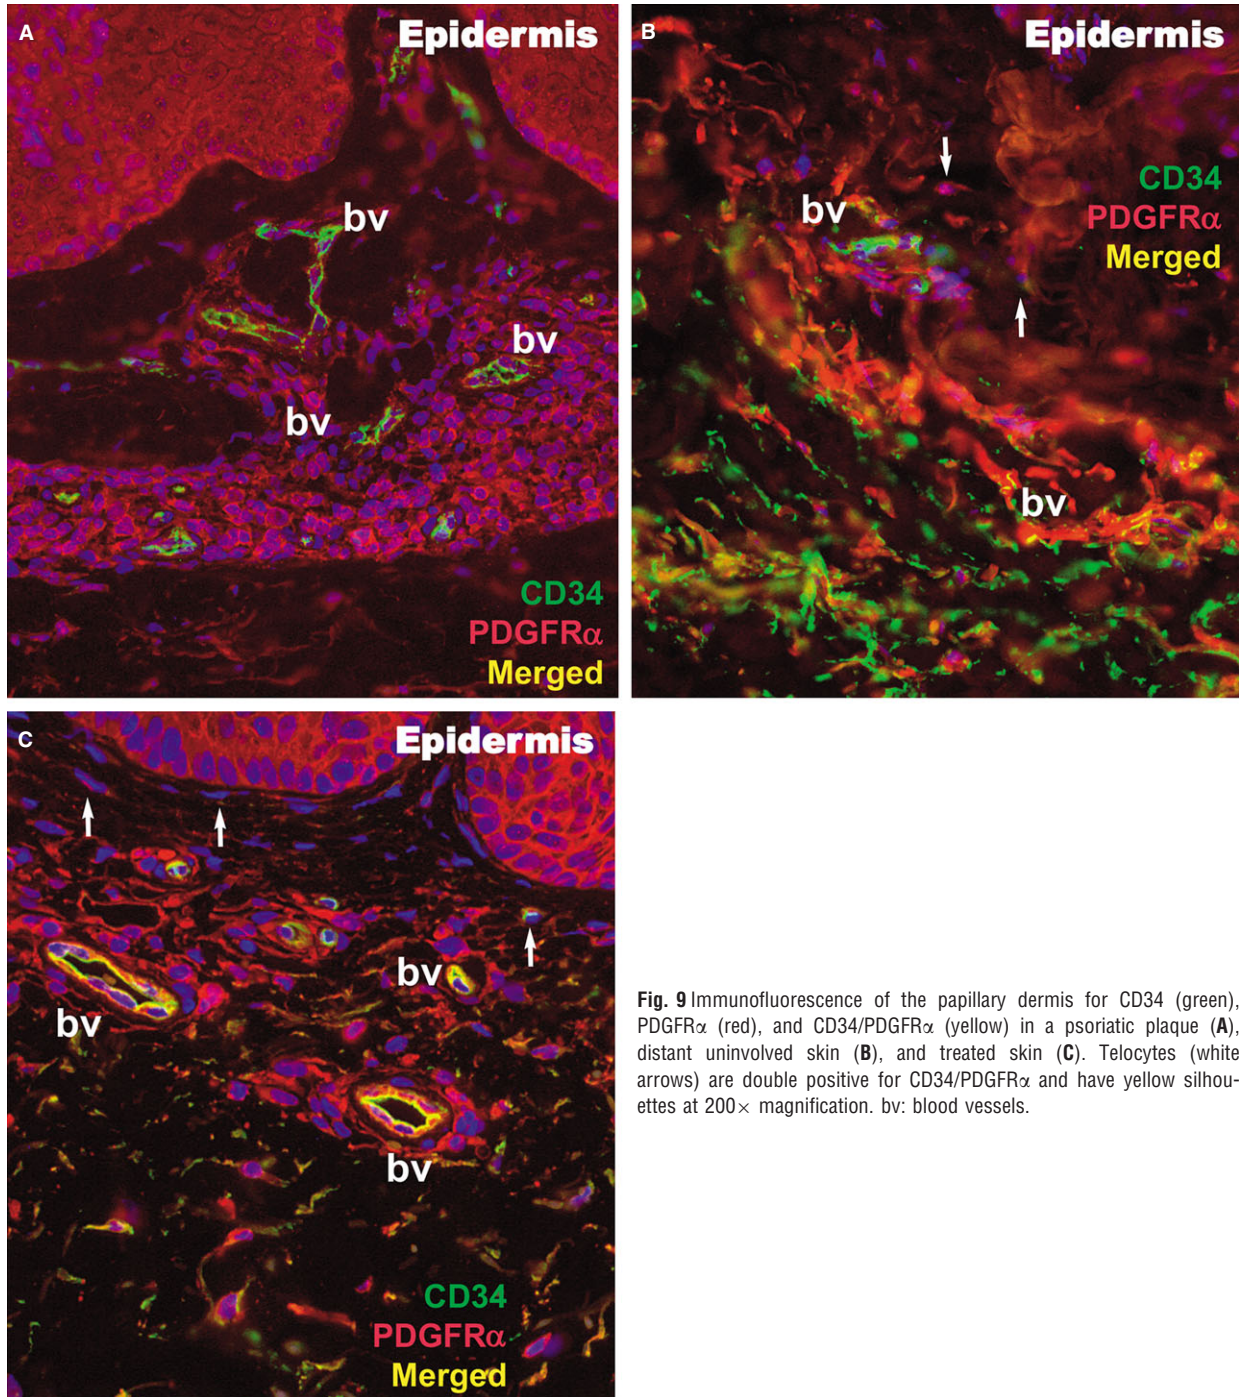 A
Epidermis
bv
bv
bv
CD34
PDGFRα
Merged
B
Epidermis
CD34
PDGFRα
Merged
bv
bv
C
Epidermis
bv
bv
bv
CD34
PDGFRα
Merged
Fig. 9 Immunofluorescence of the papillary dermis for CD34 (green),
PDGFRα (red), and CD34/PDGFRα (yellow) in a psoriatic plaque (A),
distant uninvolved skin (B), and treated skin (C). Telocytes (white
arrows) are double positive for CD34/PDGFRα and have yellow silhou-
ettes at 200× magnification. bv: blood vessels.